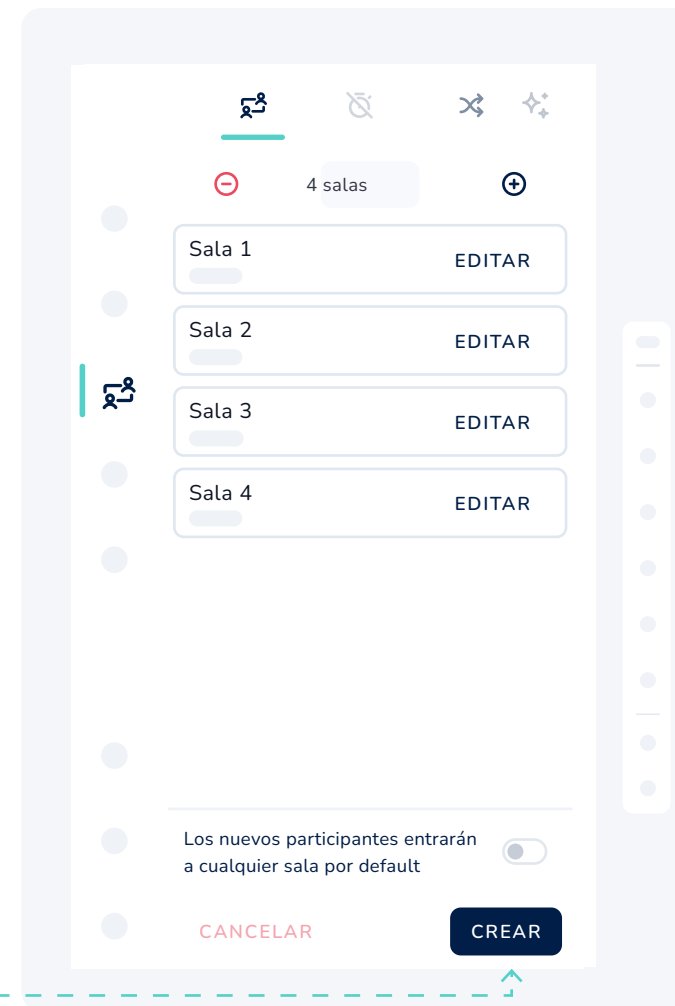 4 salas
Sala 1
EDITAR
Sala 2
EDITAR
Sala 3
EDITAR
Sala 4
EDITAR
Los nuevos participantes entrarán
a cualquier sala por default
CANCELAR
CREAR